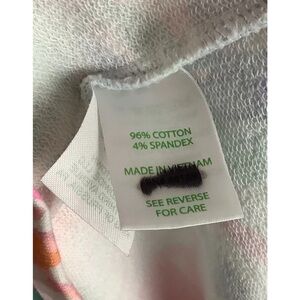 96% COTTON
4% SPANDEX
MADE IN VIETNAM
SEE REVERSE
FOR CARE